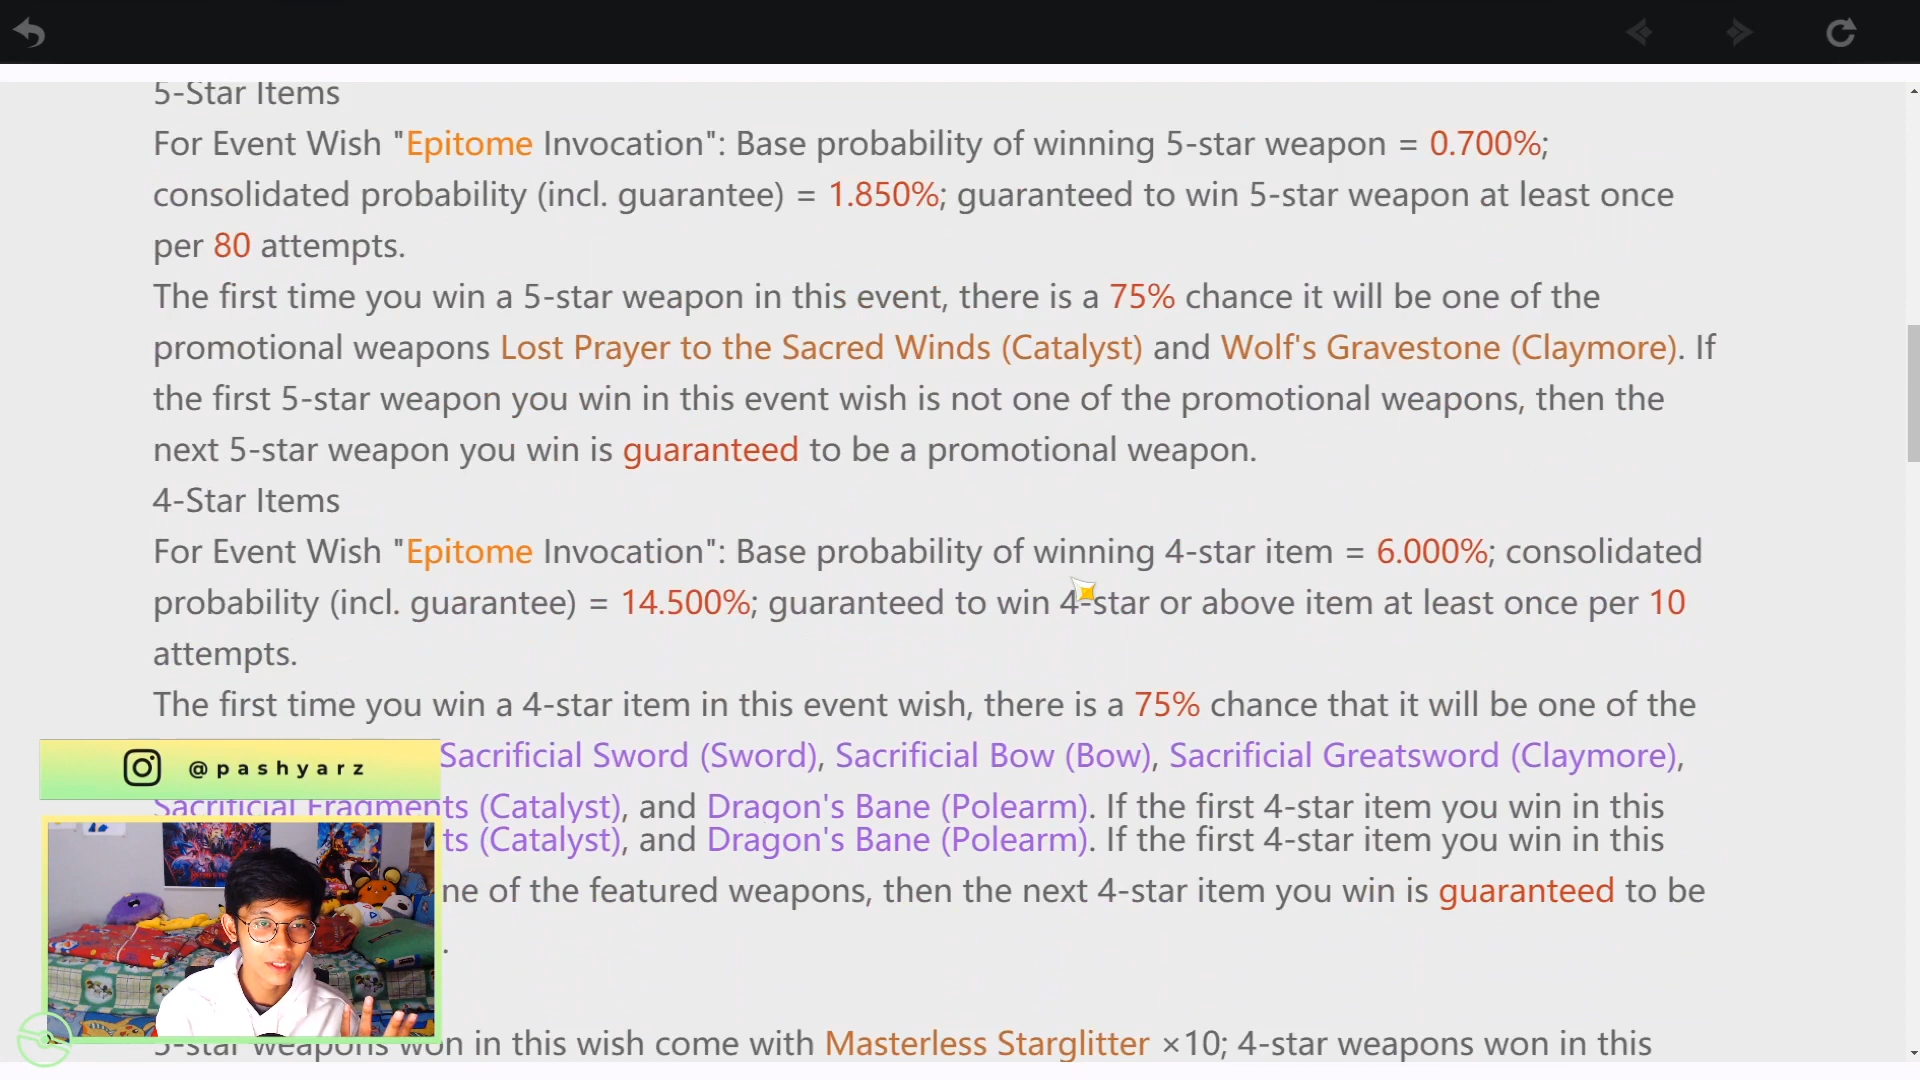 5-Star Items
For Event Wish "Epitome Invocation": Base probability of winning 5-star weapon = 0.700%;
consolidated probability (incl. guarantee) = 1.850%; guaranteed to win 5-star weapon at least once
per 80 attempts.
The first time you win a 5-star weapon in this event, there is a 75% chance it will be one of the
promotional weapons Lost Prayer to the Sacred Winds (Catalyst) and Wolf's Gravestone (Claymore). If
the first 5-star weapon you win in this event wish is not one of the promotional weapons, then the
next 5-star weapon you win is guaranteed to be a promotional weapon.
4-Star Items
For Event Wish "Epitome Invocation": Base probability of winning 4-star item = 6.000%; consolidated
probability (incl. guarantee) = 14.500%; guaranteed to win 4-star or above item at least once per 10
attempts.
The first time you win a 4-star item in this event wish, there is a 75% chance that it will be one of the
Sacrificial Sword (Sword), Sacrificial Bow (Bow), Sacrificial Greatsword (Claymore),
@pashyarz
Sacrificial Fragments (Catalyst), and Dragon's Bane (Polearm). If the first 4-star item you win in this
ts (Catalyst), and Dragon's Bane (Polearm). If the first 4-star item you win in this
ne of the featured weapons, then the next 4-star item you win is guaranteed to be
.
5-star weapons won in this wish come with Masterless Starglitter ×10; 4-star weapons won in this